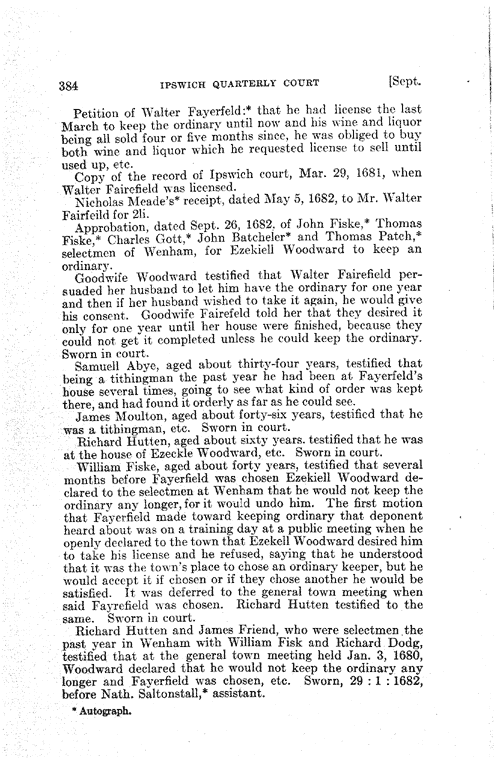 384 IPSWICH QUARTERLY COURT [Sept.
Petition of Walter Fayerfeld:* that he had license the last
March to keep the ordinary until now and his wine and liquor
being all sold four or five months since, he was obliged to buy
both wine and liquor which he requested license to sell until
used up, etc.
Copy of the record of Ipswich court, Mar. 29, 1681, when
Walter Fairefield was licensed.
Nicholas Meade's* receipt, dated May 5, 1682, to Mr. Walter
Fairfeild for 2li.
Approbation, dated Sept. 26, 1682. of John Fiske,* Thomas
Fiske,* Charles Gott,* John Batcheler* and Thomas Patch,*
selectmen of Wenham, for Ezekiell Woodward to keep an
ordinary.
Goodwife Woodward testified that Walter Fairefield per-
suaded her husband to let him have the ordinary for one year
and then if her husband wished to take it again, he would give
his consent. Goodwife Fairefeld told her that they desired it
only for one year until her house were finished, because they
could not get it completed unless he could keep the ordinary.
Sworn in court.
Samuell Abye, aged about thirty-four years, testified that
being a tithingman the past year he had been at Fayerfeld's
house several times, going to see what kind of order was kept
there, and had found it orderly as far as he could see.
James Moulton, aged about forty-six years, testified that he
was a tithingman, etc. Sworn in court.
Richard Hutten, aged about sixty years. testified that he was
at the house of Ezeckle Woodward, etc. Sworn in court.
William Fiske, aged about forty years, testified that several
months before Fayerfield was chosen Ezekiell Woodward de-
clared to the selectmen at Wenham that he would not keep the
ordinary any longer, for it would undo him. The first motion
that Fayerfield made toward keeping ordinary that deponent
heard about was on a training day at a public meeting when he
openly declared to the town that Ezekell Woodward desired him
to take his license and he refused, saying that he understood
that it was the town's place to chose an ordinary keeper, but he
would accept it if chosen or if they chose another he would be
satisfied. It was deferred to the general town meeting when
said Fayrefield was chosen. Richard Hutten testified to the
same. Sworn in court.
Richard Hutten and James Friend, who were selectmen the
past year in Wenham with William Fisk and Richard Dodg,
testified that at the general town meeting held Jan. 3, 1680,
Woodward declared that he would not keep the ordinary any
longer and Fayerfield was chosen, etc. Sworn, 29 : 1 : 1682,
before Nath. Saltonstall,* assistant.
* Autograph.